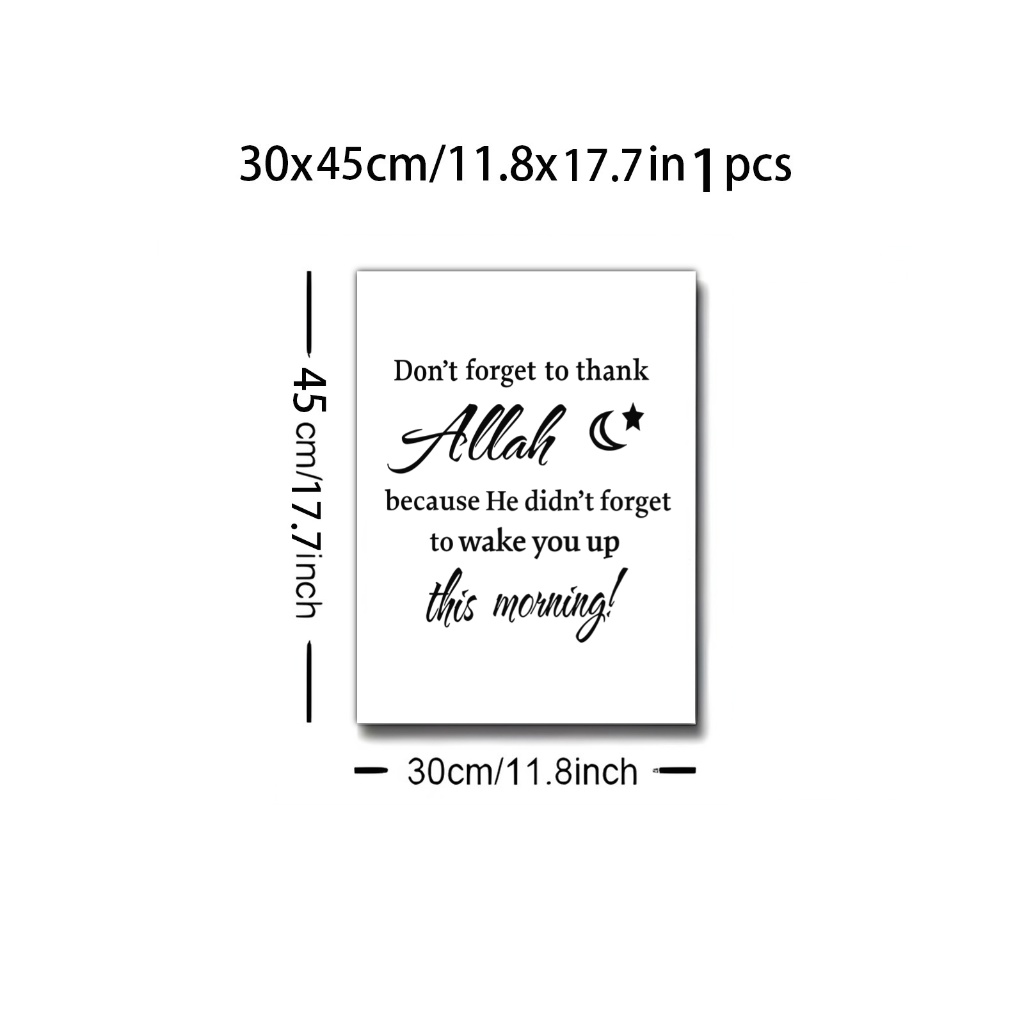 30x45cm/11.8x17.7in 1 pcs
45 cm/17.7inch
Don't forget to thank
Allah
because He didn't forget
to wake you up
this morning!
30cm/11.8inch